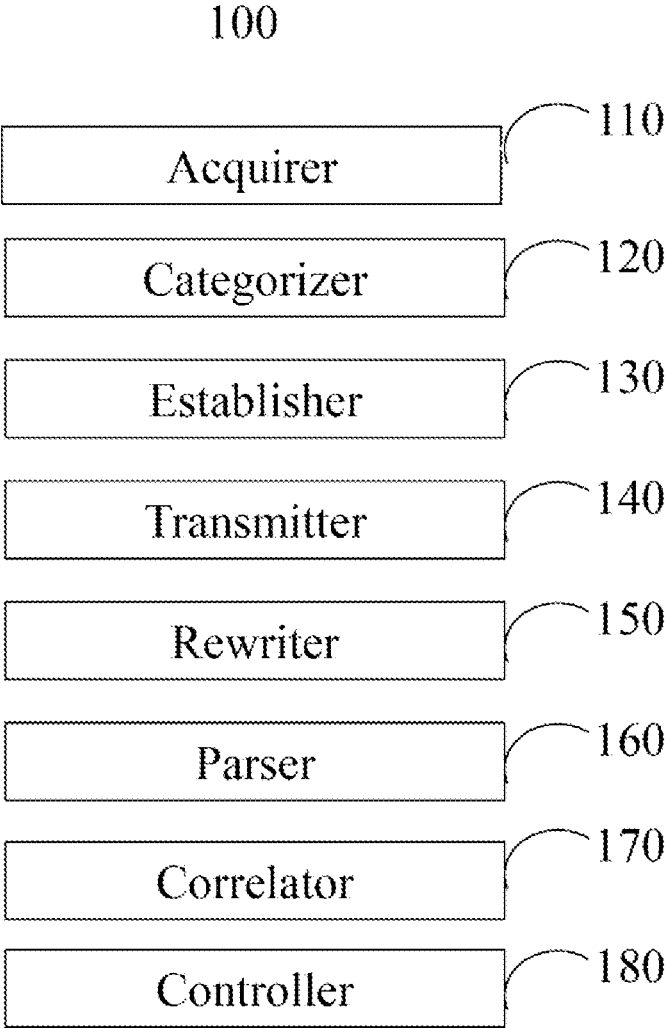 100
110
Acquirer
120
Categorizer
130
Establisher
140
Transmitter
150
Rewriter
160
Parser
170
Correlator
180
Controller